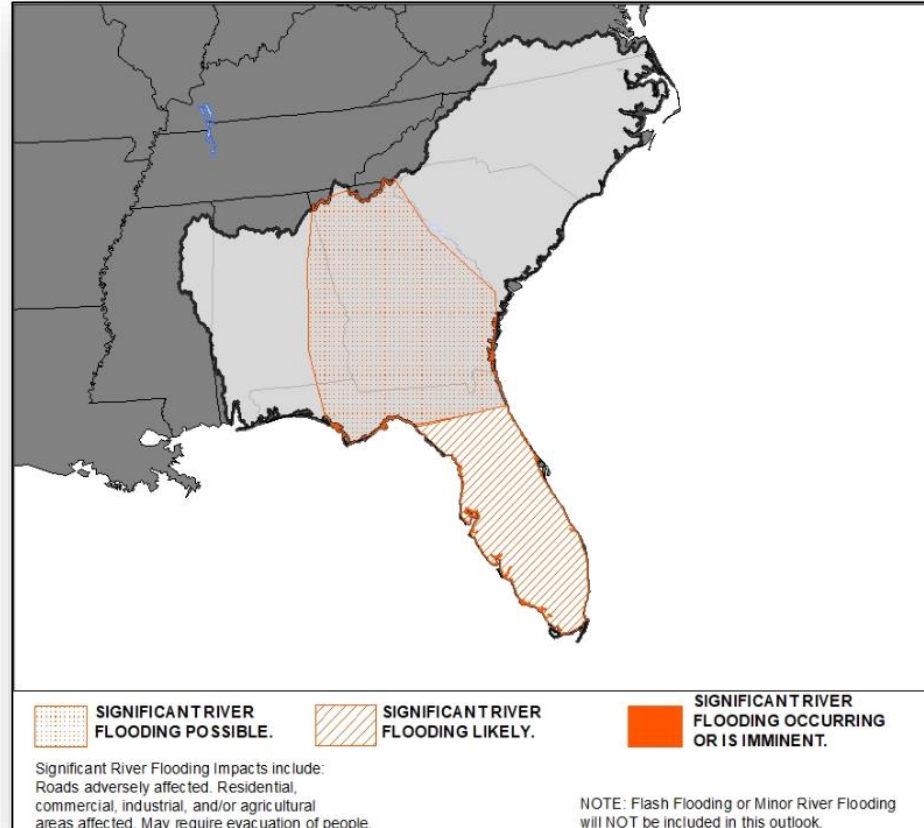 SIGNIFICANT RIVER
FLOODING POSSIBLE.
SIGNIFICANT RIVER
FLOODING LIKELY.
SIGNIFICANT RIVER
FLOODING OCCURRING
OR IS IMMINENT.
Significant River Flooding Impacts include:
Roads adversely affected. Residential,
commercial, industrial, and/or agricultural
areas affected. May require evacuation of people.
NOTE: Flash Flooding or Minor River Flooding
will NOT be included in this outlook.